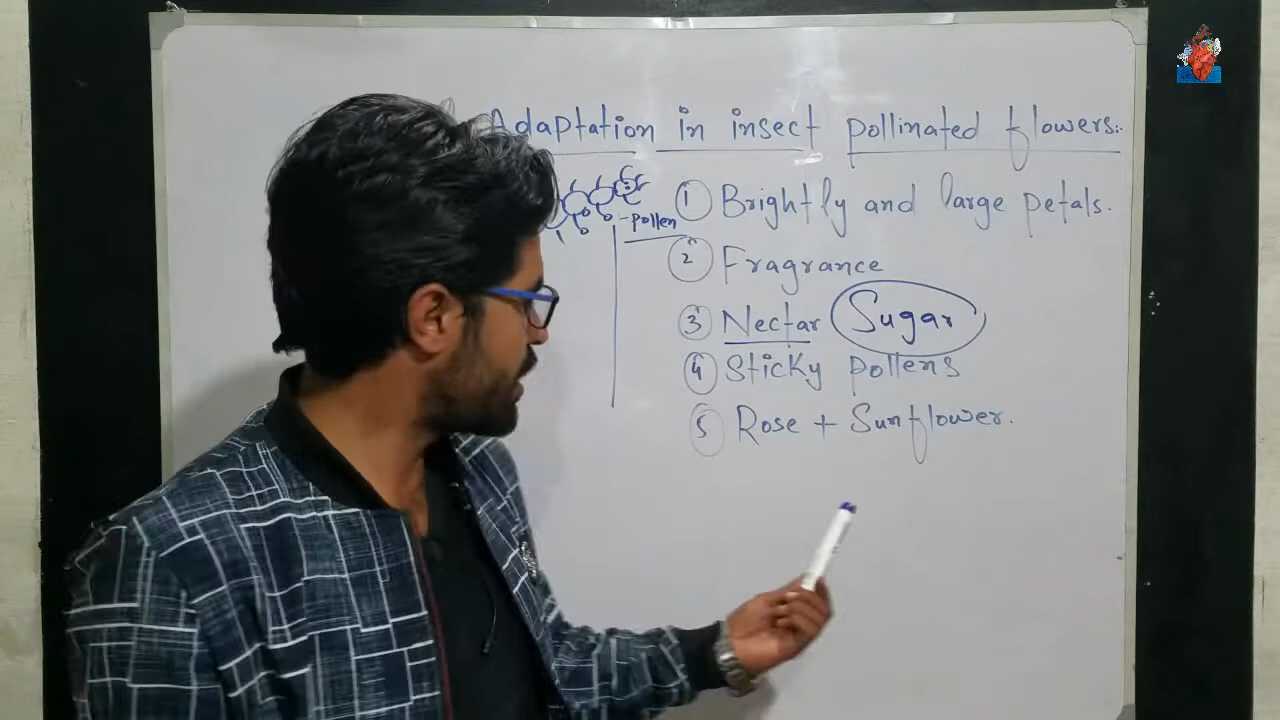 Adaptation in insect pollinated flowers:
① Brightly and large petals.
- pollen
② Fragrance
③ Nectar Sugar
④ Sticky pollens
⑤ Rose + Sunflower.